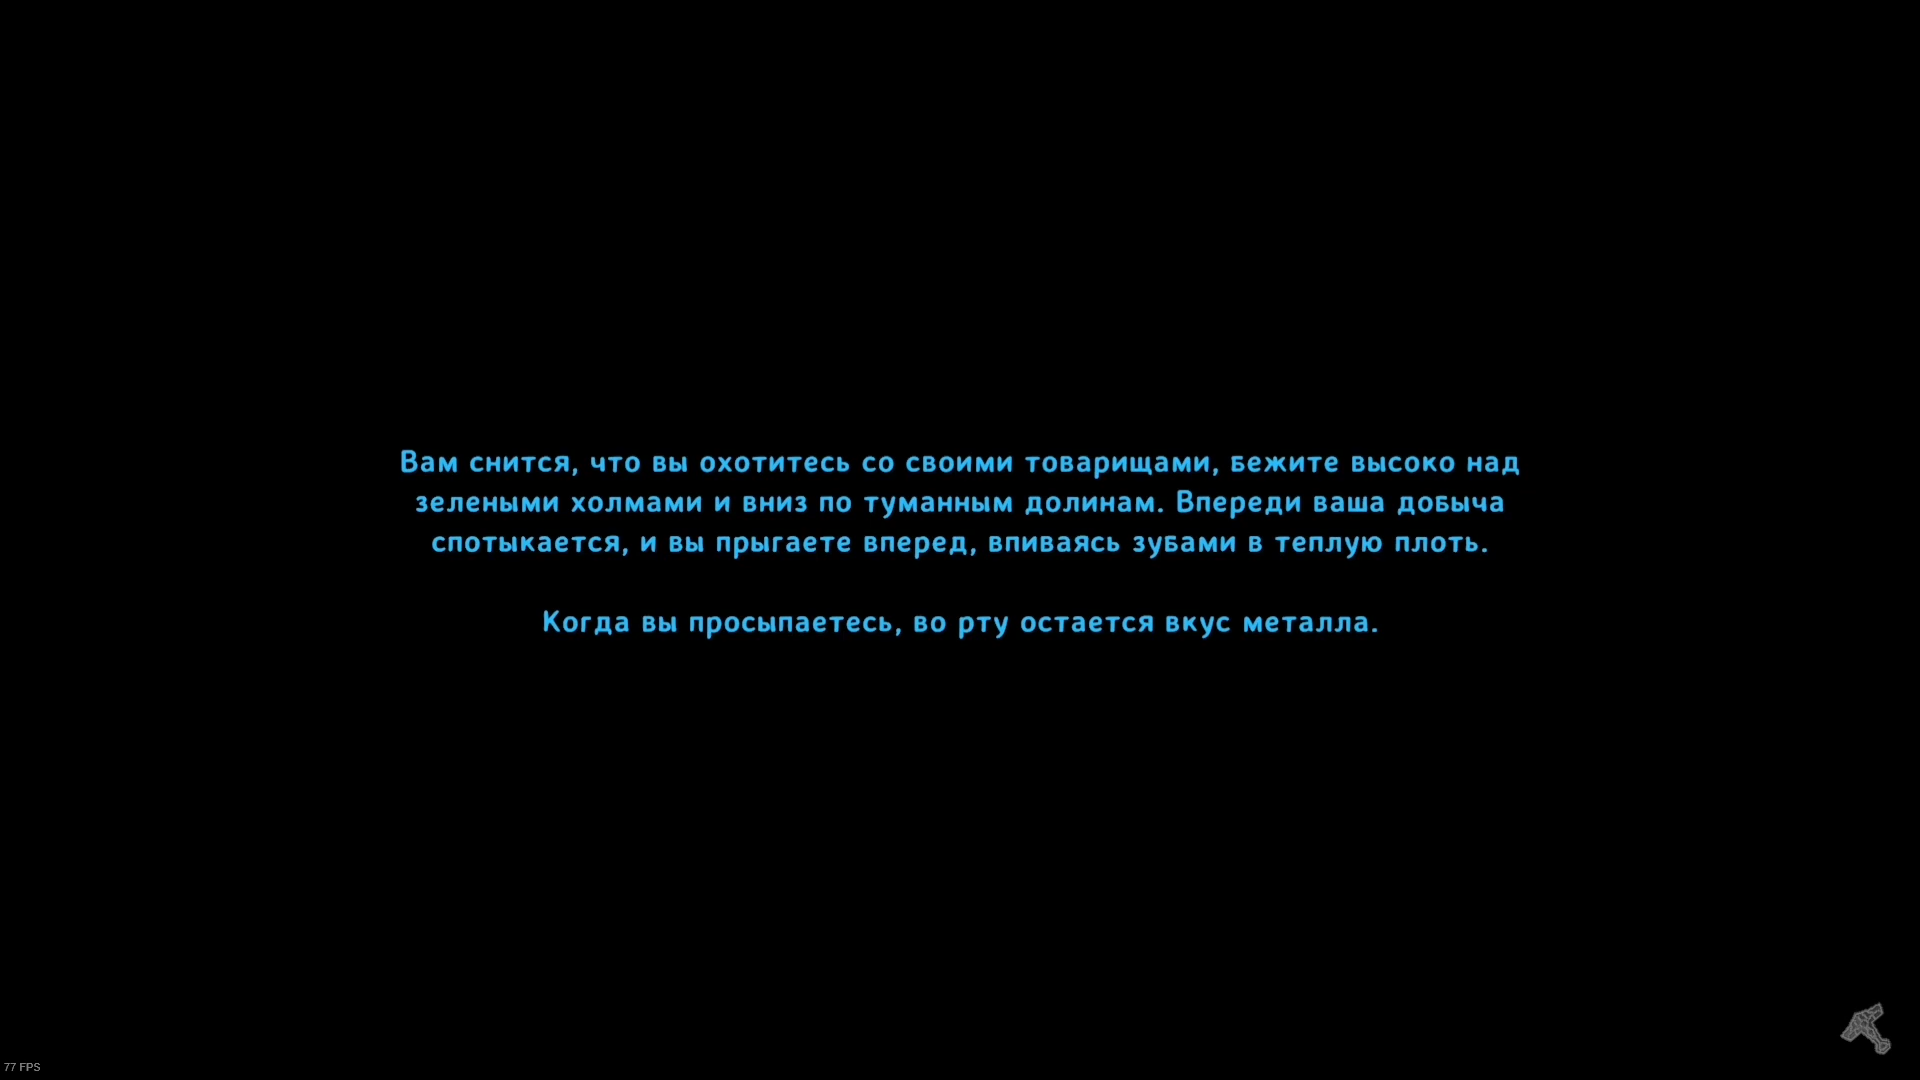 Вам снится, что вы охотитесь со своими товарищами, бежите высоко над
зелеными холмами и вниз по туманным долинам. Впереди ваша добыча
спотыкается, и вы прыгаете вперед, впиваясь зубами в теплую плоть.
Когда вы просыпаетесь, во рту остается вкус металла.
77 FPS